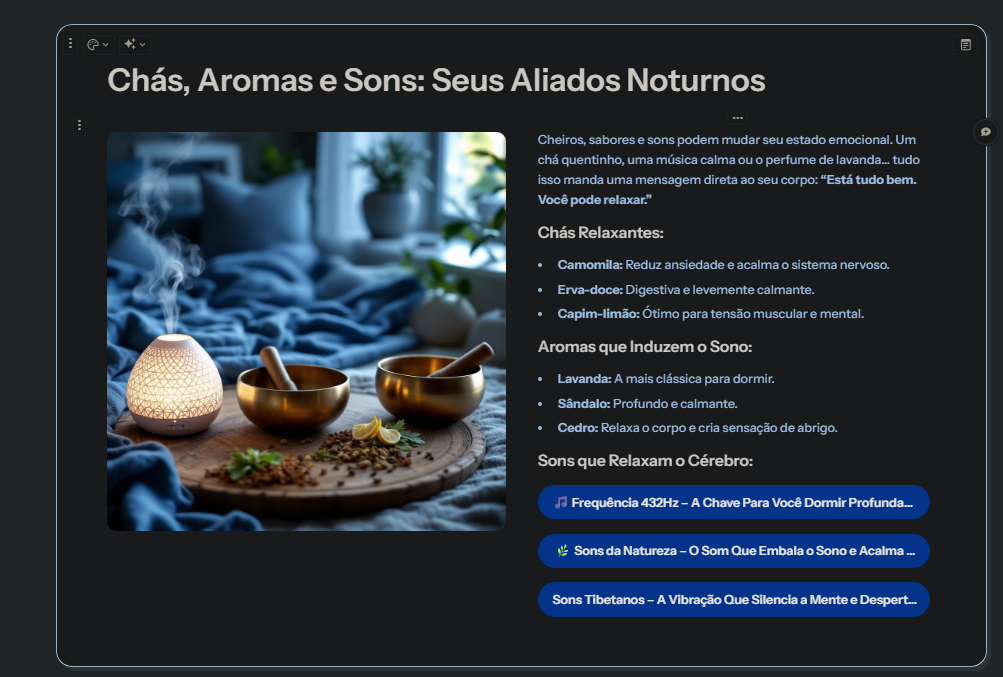 Chás, Aromas e Sons: Seus Aliados Noturnos
Cheiros, sabores e sons podem mudar seu estado emocional. Um
chá quentinho, uma música calma ou o perfume de lavanda... tudo
isso manda uma mensagem direta ao seu corpo: “Está tudo bem.
Você pode relaxar.”
Chás Relaxantes:
• Camomila: Reduz ansiedade e acalma o sistema nervoso.
• Erva-doce: Digestiva e levemente calmante.
• Capim-limão: Ótimo para tensão muscular e mental.
Aromas que Induzem o Sono:
• Lavanda: A mais clássica para dormir.
• Sândalo: Profundo e calmante.
• Cedro: Relaxa o corpo e cria sensação de abrigo.
Sons que Relaxam o Cérebro:
🎵 Frequência 432Hz – A Chave Para Você Dormir Profunda...
🌿 Sons da Natureza – O Som Que Embala o Sono e Acalma ...
Sons Tibetanos – A Vibração Que Silencia a Mente e Despert...